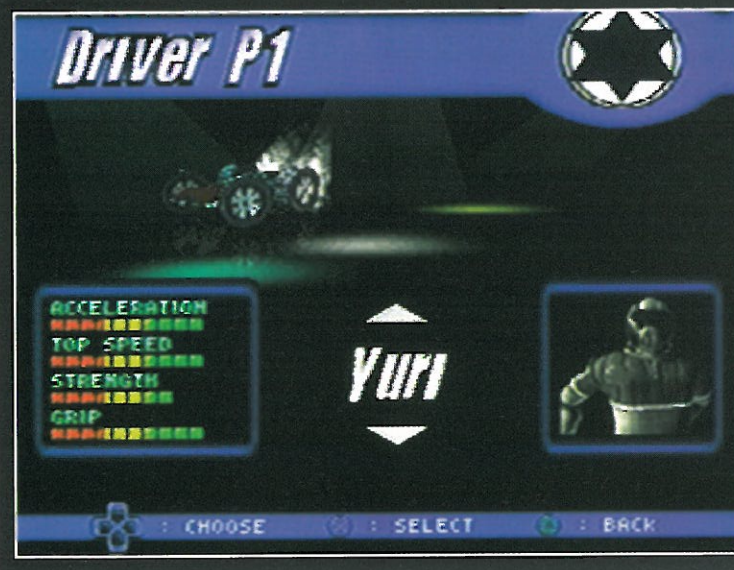 Driver P1
ACCELERATION
TOP SPEED
STRENGTH
GRIP
Yuri
: CHOOSE
: SELECT
: BACK